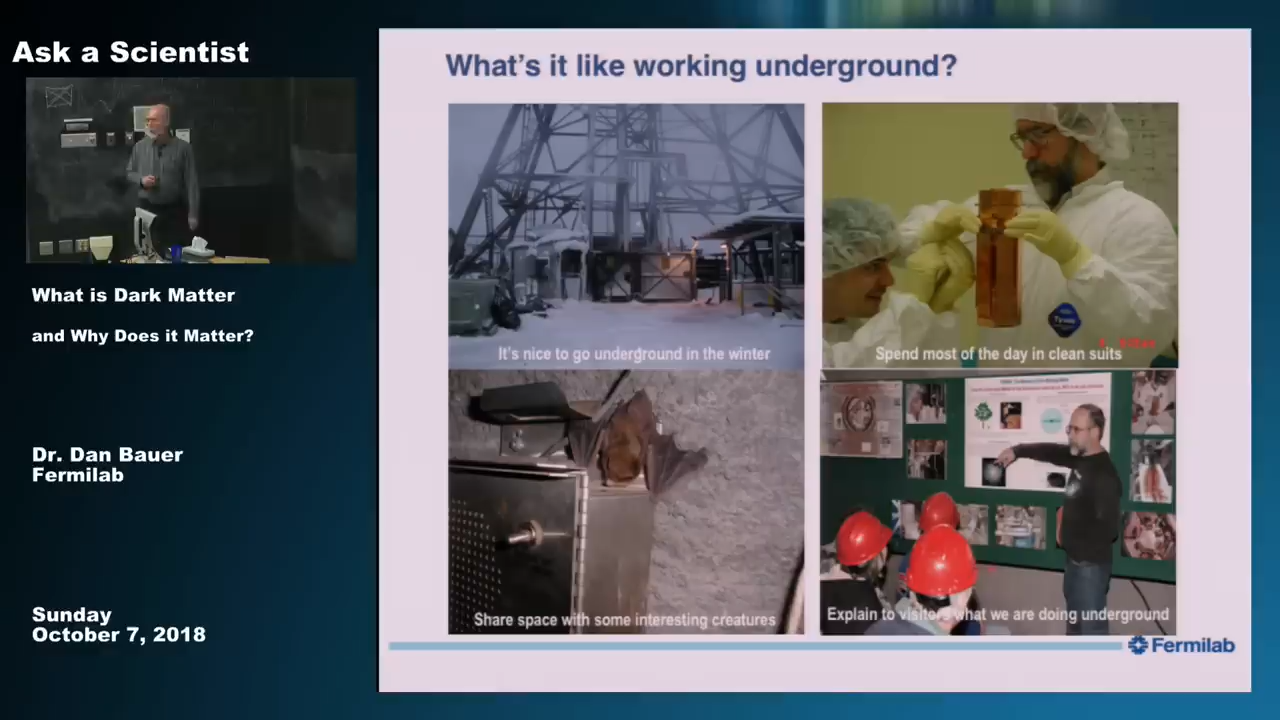 Ask a Scientist
What is Dark Matter
and Why Does it Matter?
Dr. Dan Bauer
Fermilab
Sunday
October 7, 2018
What's it like working underground?
It's nice to go underground in the winter
Spend most of the day in clean suits
Share space with some interesting creatures
Explain to visitors what we are doing underground
Fermilab